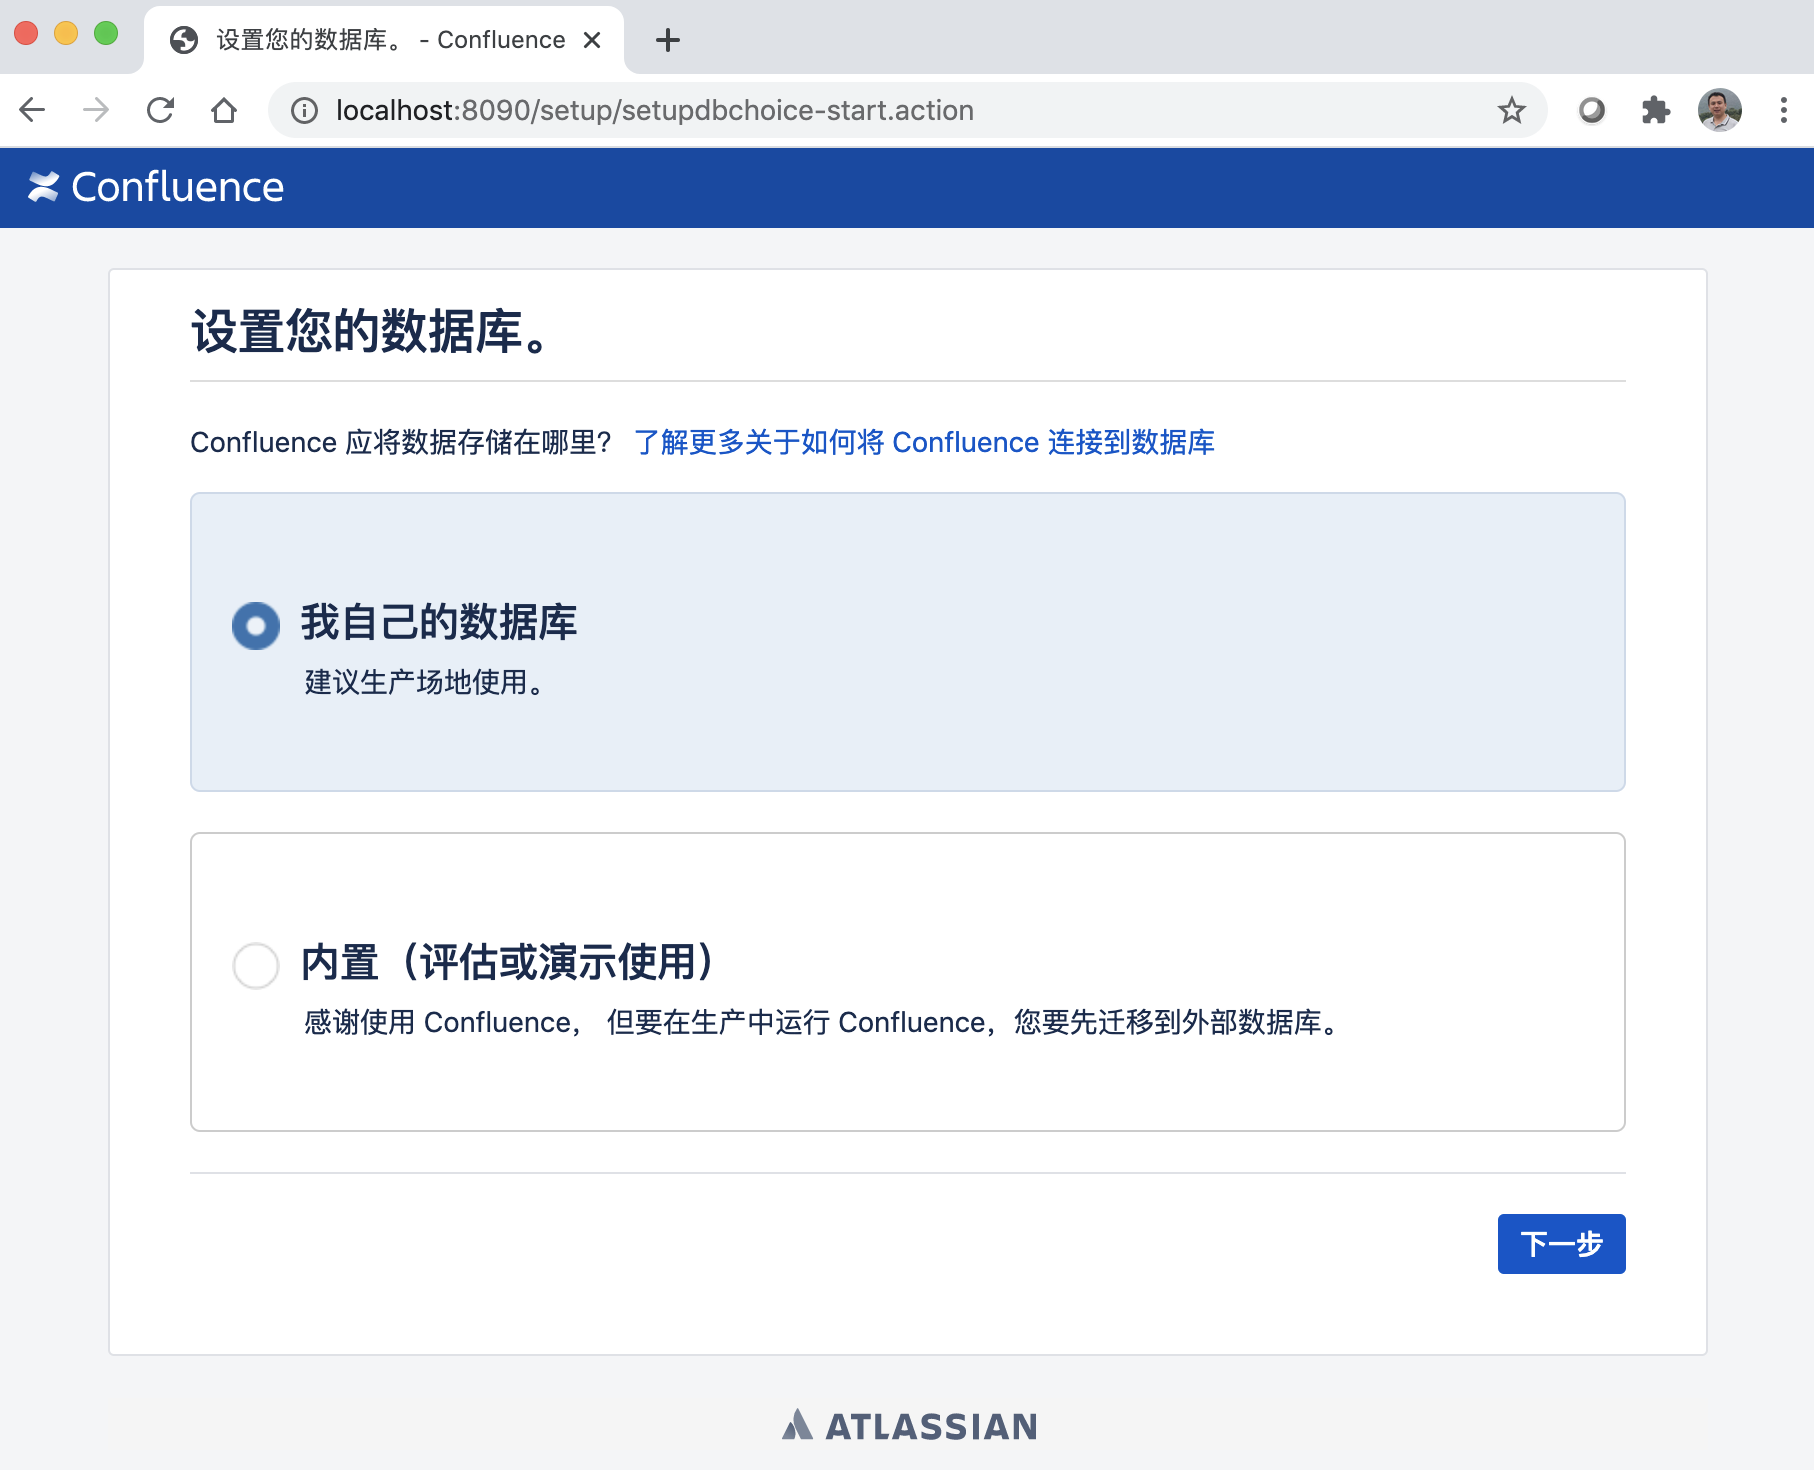 设置您的数据库。 - Confluence
localhost:8090/setup/setupdbchoice-start.action
Confluence
设置您的数据库。
Confluence 应将数据存储在哪里? 了解更多关于如何将 Confluence 连接到数据库
我自己的数据库
建议生产场地使用。
内置（评估或演示使用）
感谢使用 Confluence， 但要在生产中运行 Confluence，您要先迁移到外部数据库。
下一步
ATLASSIAN